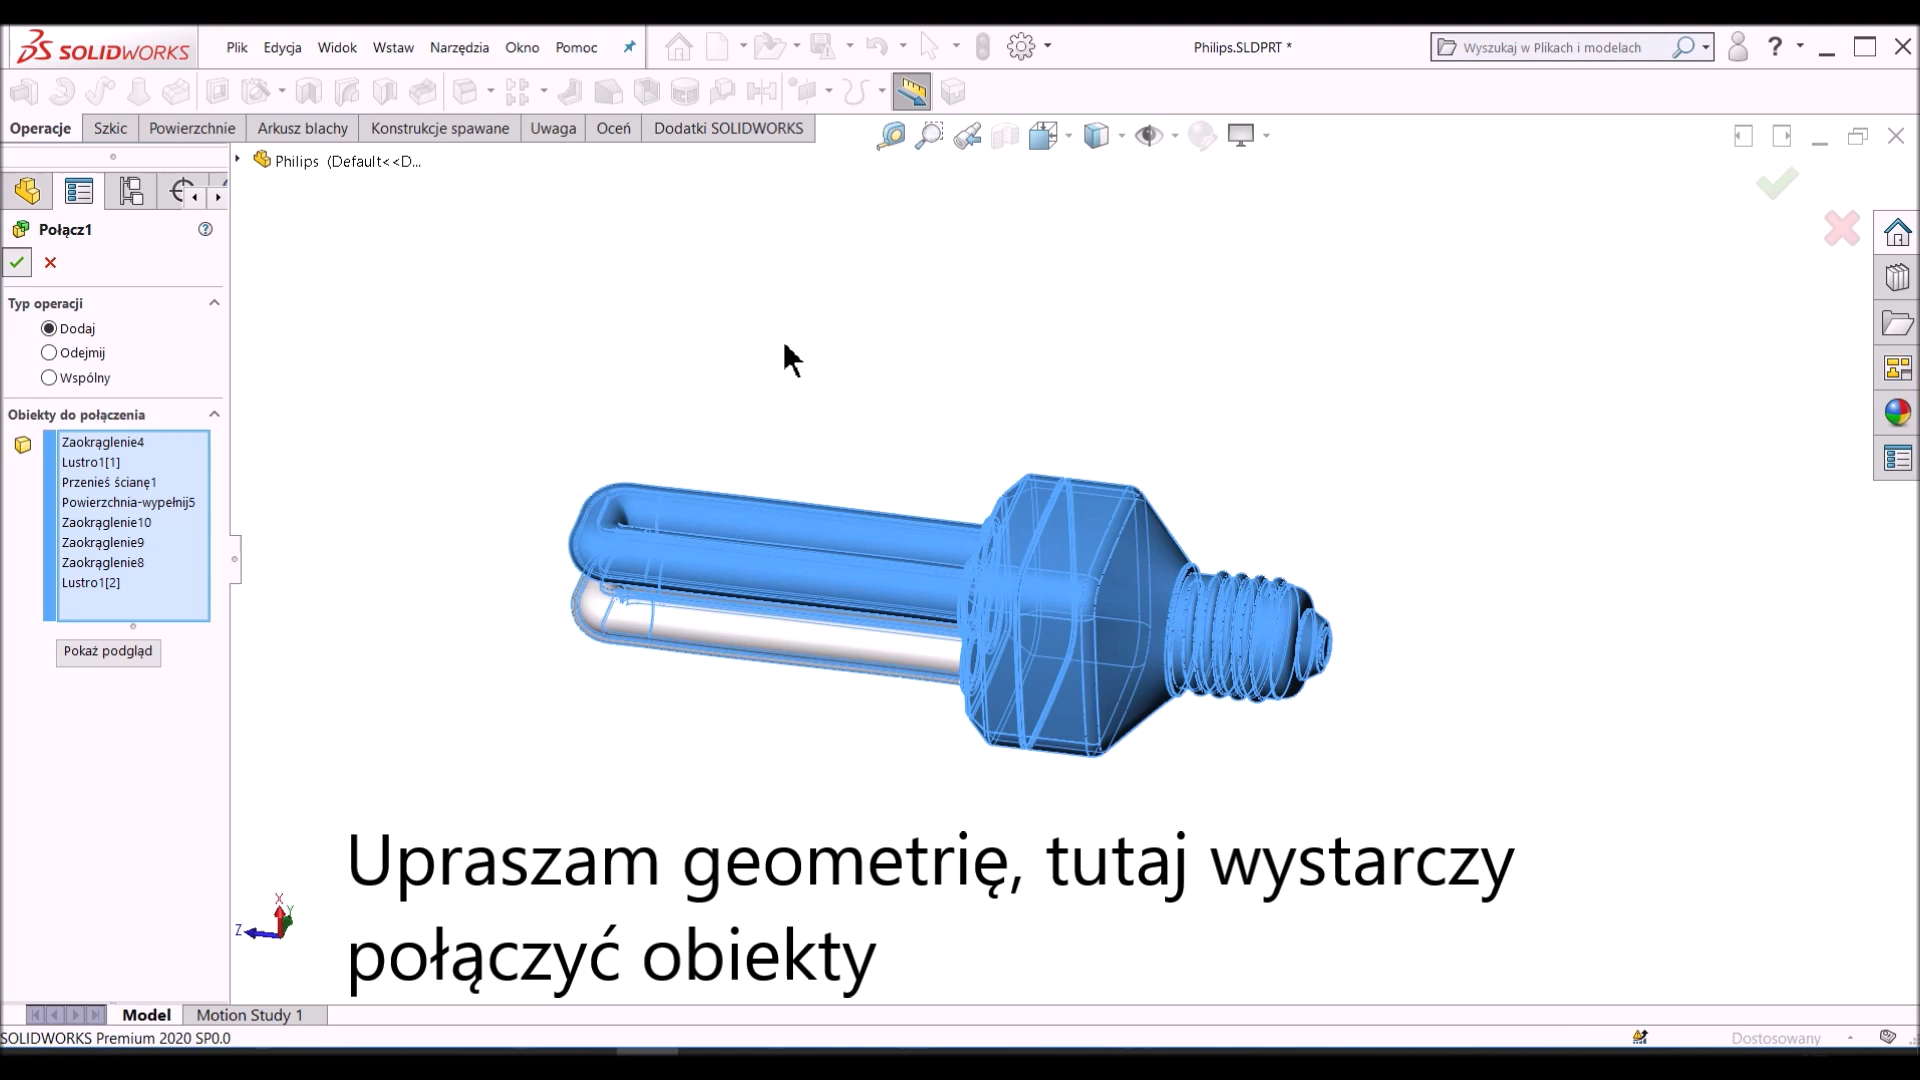 SOLIDWORKS
Plik Edycja Widok Wstaw Narzędzia Okno Pomoc
Philips.SLDPRT *
Wyszukaj w Plikach i modelach
?
Operacje Szkic Powierzchnie Arkusz blachy Konstrukcje spawane Uwaga Oceń Dodatki SOLIDWORKS
Philips (Default<<D...
Połącz1
Typ operacji
Dodaj
Odejmij
Wspólny
Obiekty do połączenia
Zaokrąglenie4
Lustro1[1]
Przenieś ścianę1
Powierzchnia-wypełnij5
Zaokrąglenie10
Zaokrąglenie9
Zaokrąglenie8
Lustro1[2]
Pokaż podgląd
Upraszam geometrię, tutaj wystarczy
połączyć obiekty
X
Y
Z
Model Motion Study 1
SOLIDWORKS Premium 2020 SP0.0
Dostosowany